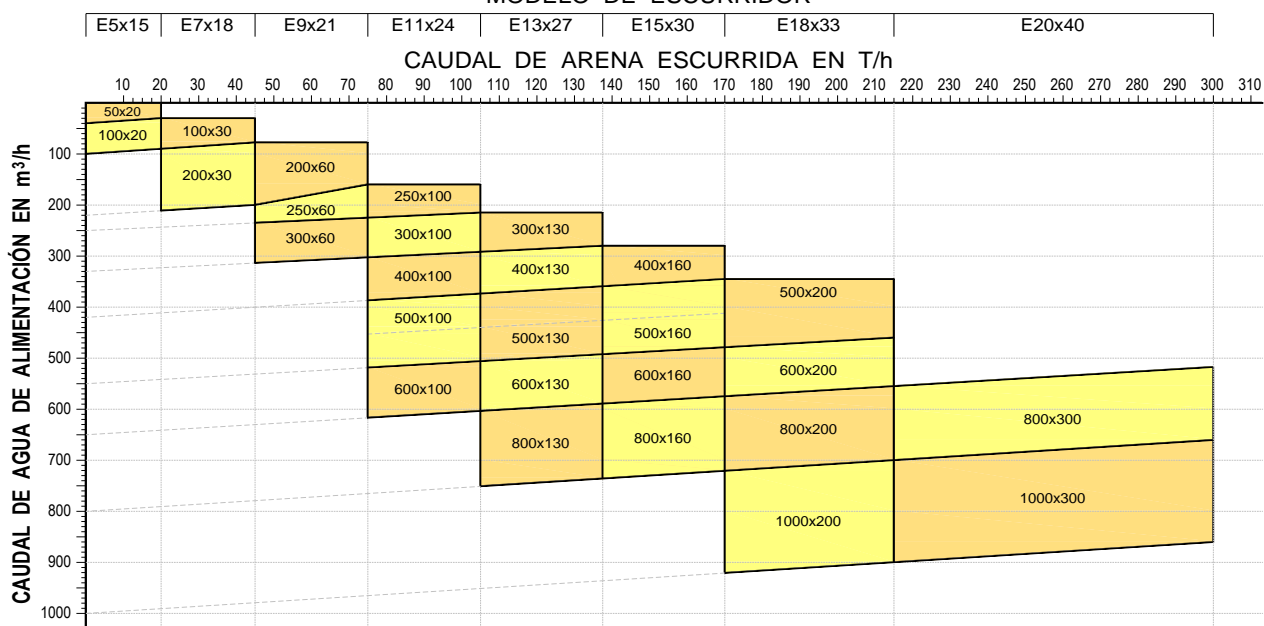 MODELO DE ESCURRIDOR
E5x15 E7x18 E9x21 E11x24 E13x27 E15x30 E18x33 E20x40
CAUDAL DE ARENA ESCURRIDA EN T/h
10 20 30 40 50 60 70 80 90 100 110 120 130 140 150 160 170 180 190 200 210 220 230 240 250 260 270 280 290 300 310
CAUDAL DE AGUA DE ALIMENTACIÓN EN m³/h
50x20
100x20 100x30
100
200x60
200x30
250x100
200
250x60
300x130
300x100
300x60
400x160
300
400x130
400x100
500x200
400
500x100
500x160
500x130
500
600x200
600x160
600x100
600x130
600
800x300
800x200
800x160
800x130
700
1000x300
800
1000x200
900
1000